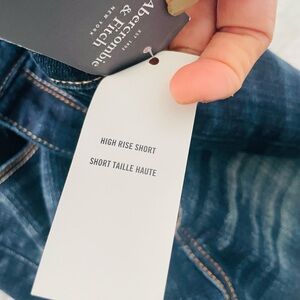 Abercrombie
& Fitch
EST. 1892
NEW YORK
HIGH RISE SHORT
SHORT TAILLE HAUTE